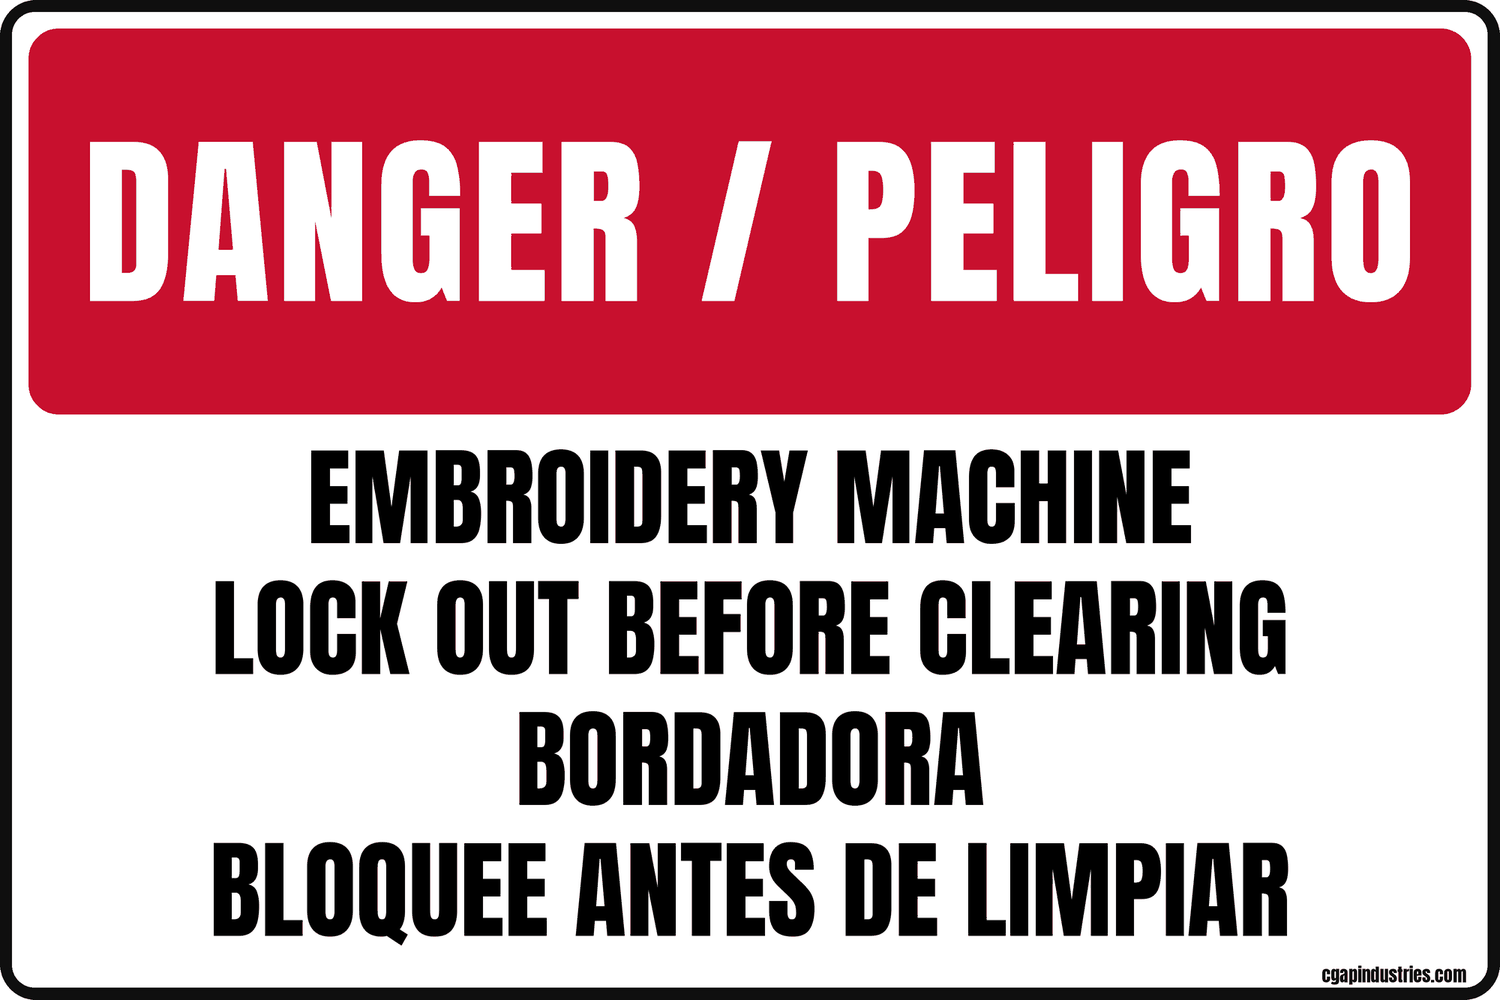 DANGER / PELIGRO
EMBROIDERY MACHINE
LOCK OUT BEFORE CLEARING
BORDADORA
BLOQUEE ANTES DE LIMPIAR
cgapindustries.com